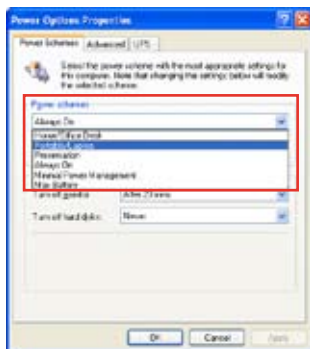 Power Options Properties
Power Schemes Advanced UPS
Select the power scheme with the most appropriate settings for
this computer. Note that changing the settings below will modify
the selected scheme.
Power schemes
Always On
Home/Office Desk
Portable/Laptop
Presentation
Always On
Minimal Power Management
Max Battery
Turn off monitor: After 20 mins
Turn off hard disks: Never
OK Cancel Apply